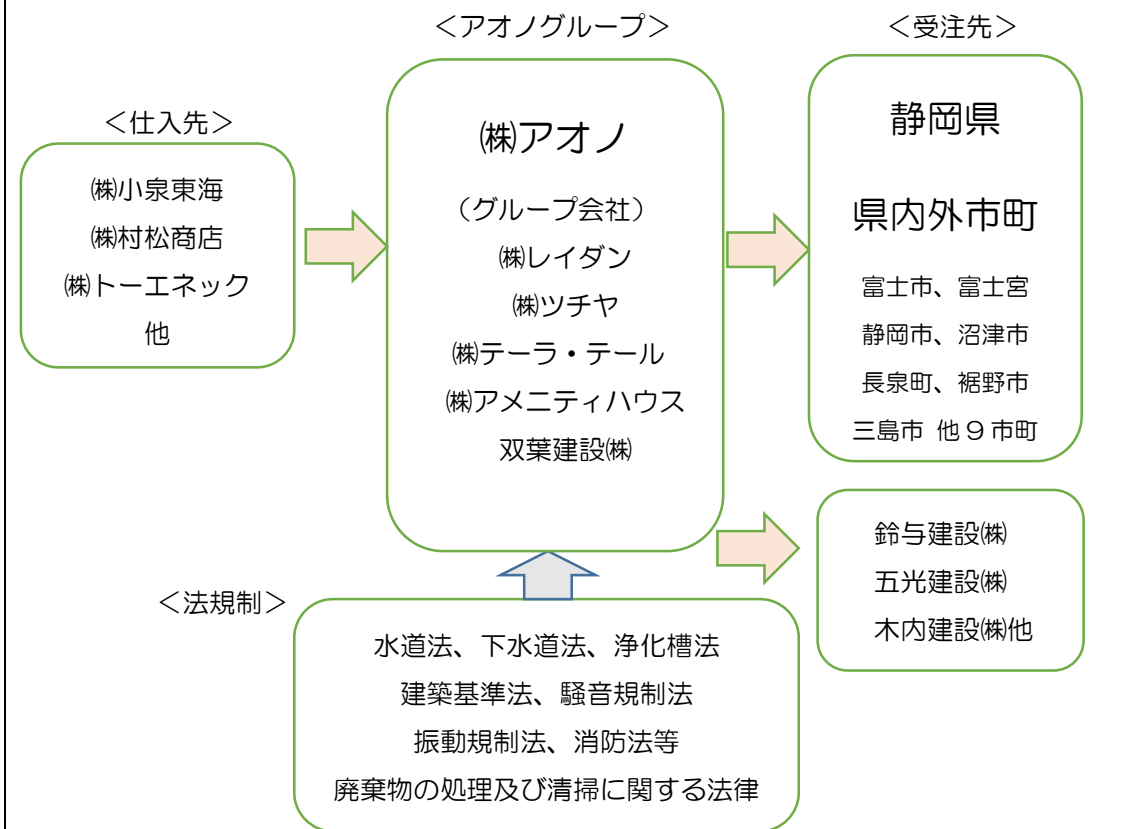 ＜仕入先＞
㈱小泉東海
㈱村松商店
㈱トーエネック
他
＜アオノグループ＞
㈱アオノ
（グループ会社）
㈱レイダン
㈱ツチヤ
㈱テーラ・テール
㈱アメニティハウス
双葉建設㈱
＜受注先＞
静岡県
県内外市町
富士市、富士宮
静岡市、沼津市
長泉町、裾野市
三島市 他９市町
鈴与建設㈱
五光建設㈱
木内建設㈱他
＜法規制＞
水道法、下水道法、浄化槽法
建築基準法、騒音規制法
振動規制法、消防法等
廃棄物の処理及び清掃に関する法律